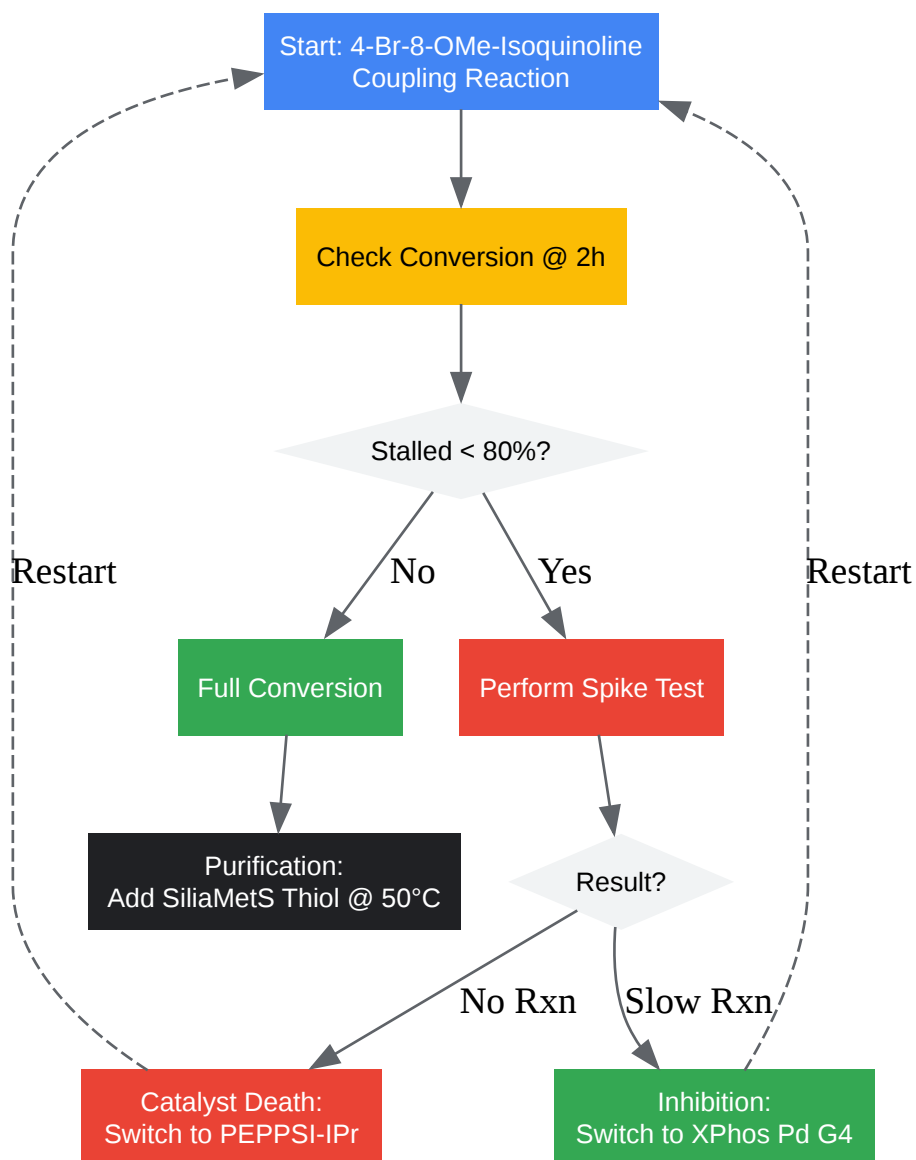 Start: 4-Br-8-OMe-Isoquinoline
Coupling Reaction
Check Conversion @ 2h
Stalled < 80%?
Restart
No
Yes
Restart
Full Conversion
Perform Spike Test
Purification:
Add SiliaMetS Thiol @ 50°C
Result?
No Rxn
Slow Rxn
Catalyst Death:
Switch to PEPPSI-IPr
Inhibition:
Switch to XPhos Pd G4